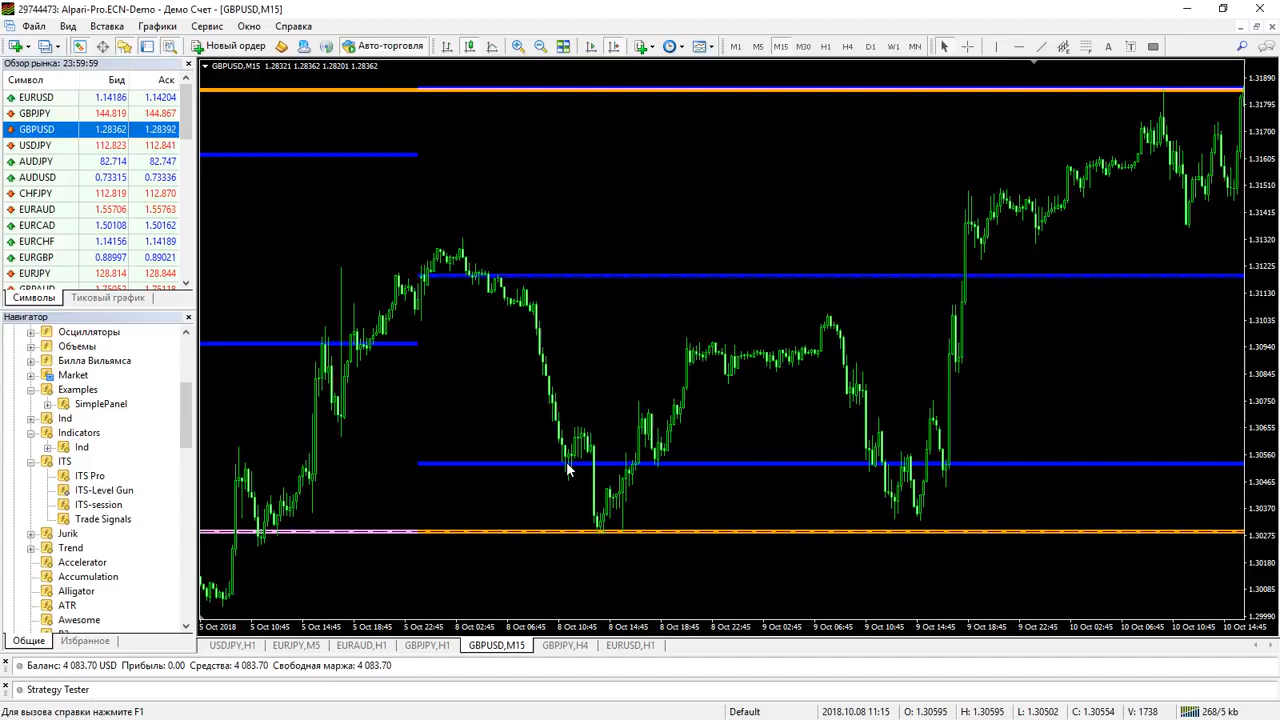 29744473: Alpari-Pro.ECN-Demo - Демо Счет - [GBPUSD,M15]
Файл Вид Вставка Графики Сервис Окно Справка
Новый ордер Авто-торговля M1 M5 M15 M30 H1 H4 D1 W1 MN
Обзор рынка: 23:59:59
Символ Бид Аск
EURUSD 1.14186 1.14204
GBPJPY 144.819 144.867
GBPUSD 1.28362 1.28392
USDJPY 112.823 112.841
AUDJPY 82.714 82.747
AUDUSD 0.73315 0.73336
CHFJPY 112.819 112.870
EURAUD 1.55706 1.55763
EURCAD 1.50108 1.50162
EURCHF 1.14156 1.14189
EURGBP 0.88997 0.89021
EURJPY 128.814 128.844
Символы Тиковый график
Навигатор
Осцилляторы
Объемы
Билла Вильямса
Market
Examples
SimplePanel
Ind
Indicators
Ind
ITS
ITS Pro
ITS-Level Gun
ITS-session
Trade Signals
Jurik
Trend
Accelerator
Accumulation
Alligator
ATR
Awesome
Общие Избранное
GBPUSD,M15 1.28321 1.28362 1.28201 1.28362
1.31890
1.31795
1.31700
1.31605
1.31510
1.31415
1.31320
1.31225
1.31130
1.31035
1.30940
1.30845
1.30750
1.30655
1.30560
1.30465
1.30370
1.30275
1.30180
1.30085
1.29990
5 Oct 2018 5 Oct 10:45 5 Oct 14:45 5 Oct 18:45 5 Oct 22:45 8 Oct 02:45 8 Oct 06:45 8 Oct 10:45 8 Oct 14:45 8 Oct 18:45 8 Oct 22:45 9 Oct 02:45 9 Oct 06:45 9 Oct 10:45 9 Oct 14:45 9 Oct 18:45 9 Oct 22:45 10 Oct 02:45 10 Oct 06:45 10 Oct 10:45 10 Oct 14:45
USDJPY,H1 EURJPY,M5 EURAUD,H1 GBPJPY,H1 GBPUSD,M15 GBPJPY,H4 EURUSD,H1
Баланс: 4 083.70 USD Прибыль: 0.00 Средства: 4 083.70 Свободная маржа: 4 083.70
Strategy Tester
Для вызова справки нажмите F1 Default 2018.10.08 11:15 O: 1.30595 H: 1.30595 L: 1.30502 C: 1.30554 V: 1738 268/5 kb